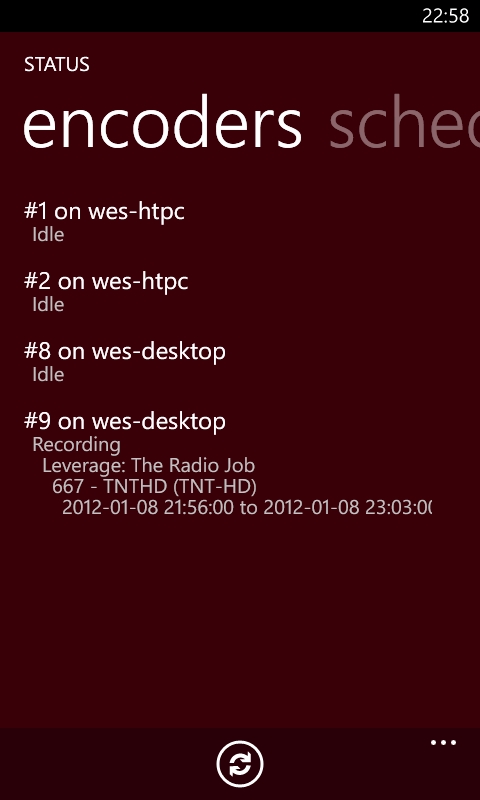 22:58
STATUS
encoders sched
#1 on wes-htpc
Idle
#2 on wes-htpc
Idle
#8 on wes-desktop
Idle
#9 on wes-desktop
Recording
Leverage: The Radio Job
667 - TNTHD (TNT-HD)
2012-01-08 21:56:00 to 2012-01-08 23:03:00